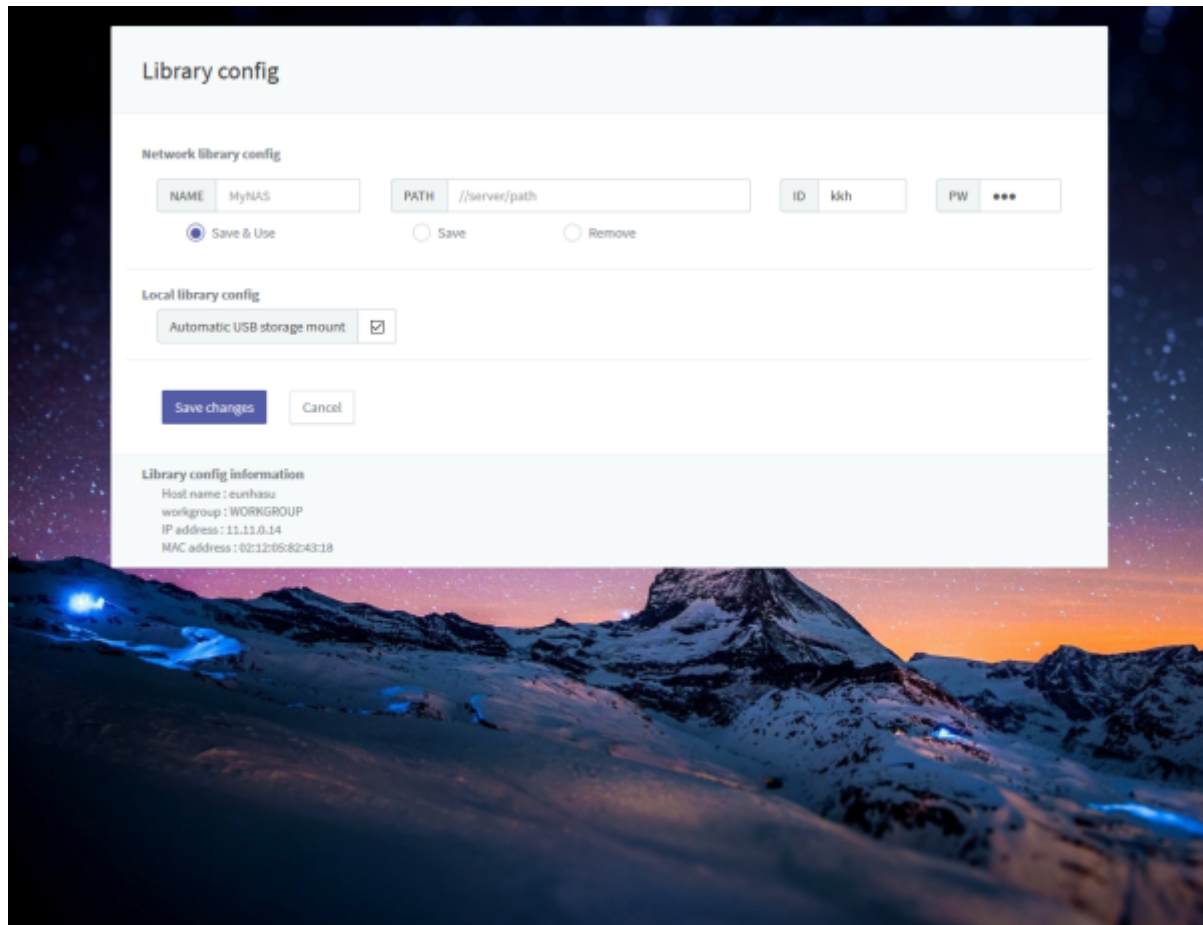 Library config
Network library config
NAME MyNAS PATH //server/path ID kkh PW •••
Save & Use Save Remove
Local library config
Automatic USB storage mount
Save changes Cancel
Library config information
Host name : eunhasu
workgroup : WORKGROUP
IP address : 11.11.0.14
MAC address : 02:12:05:82:43:18